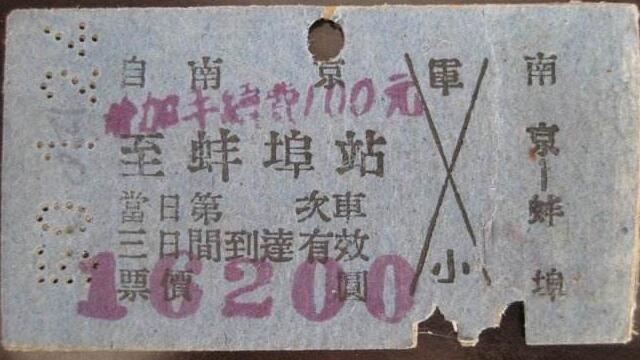 自南京
加手續費100元
至蚌埠站
當日第 次車
三日間到達有效
票價 圓
16200
軍
小
南京—蚌埠